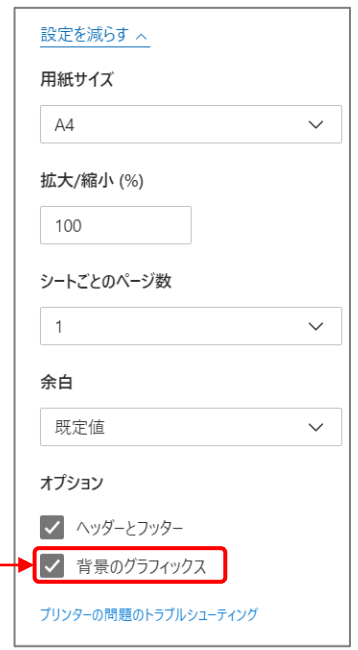 設定を減らす
用紙サイズ
A4
拡大/縮小 (%)
100
シートごとのページ数
1
余白
既定値
オプション
ヘッダーとフッター
背景のグラフィックス
プリンターの問題のトラブルシューティング